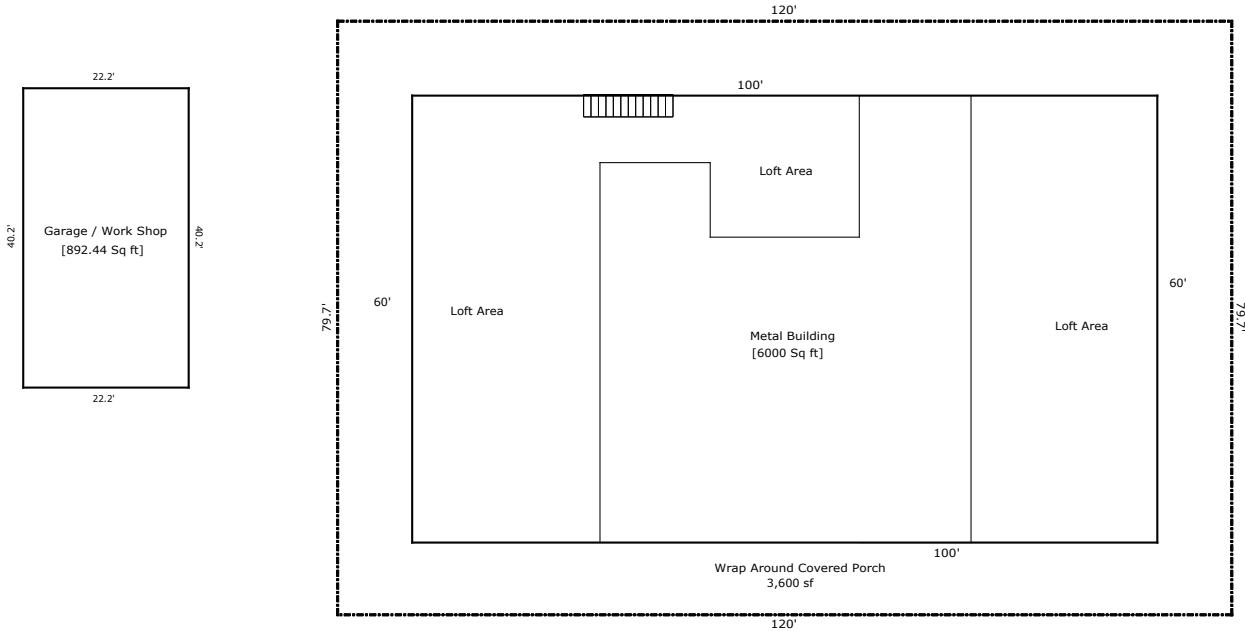 120'
22.2'
100'
Loft Area
Garage / Work Shop
[892.44 Sq ft]
40.2'
40.2'
60'
60'
79.7'
79.7'
Loft Area
Loft Area
Metal Building
[6000 Sq ft]
22.2'
100'
Wrap Around Covered Porch
3,600 sf
120'